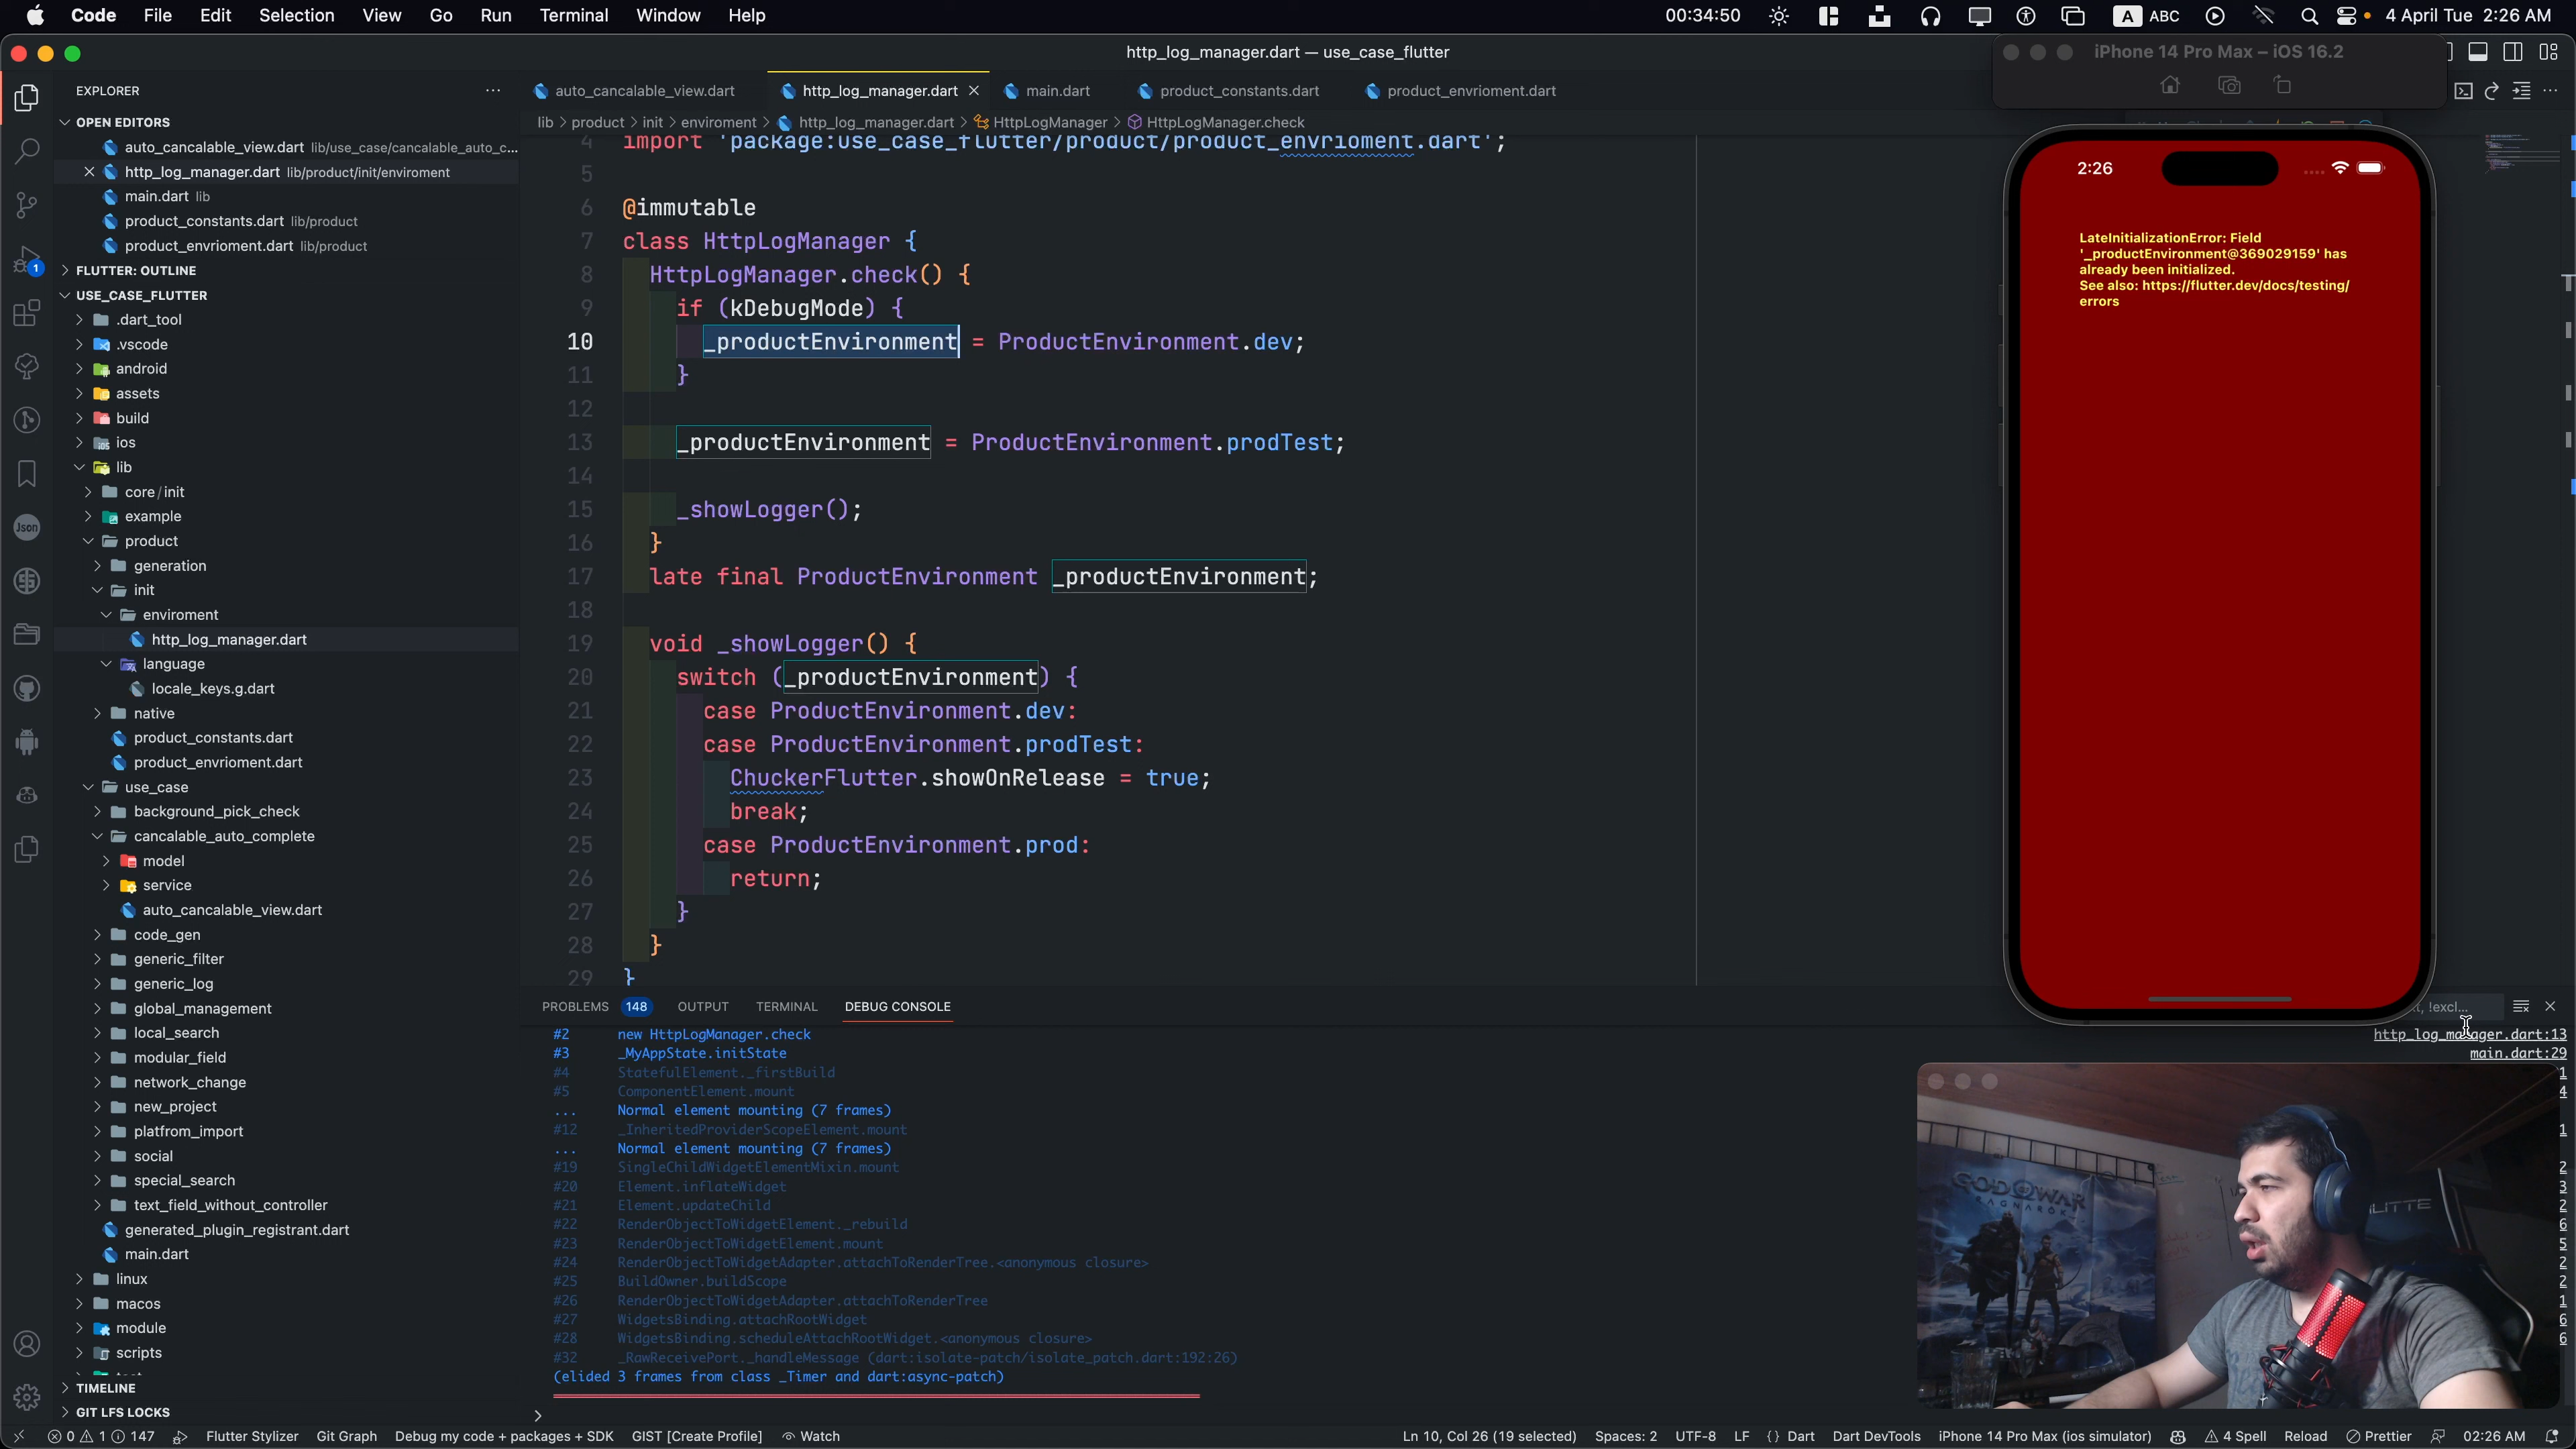 Code File Edit Selection View Go Run Terminal Window Help
00:34:50 A ABC 4 April Tue 2:26 AM
http_log_manager.dart — use_case_flutter
iPhone 14 Pro Max – iOS 16.2
EXPLORER
auto_cancalable_view.dart http_log_manager.dart main.dart product_constants.dart product_envrioment.dart
OPEN EDITORS
auto_cancalable_view.dart lib/use_case/cancalable_auto_c...
http_log_manager.dart lib/product/init/enviroment
main.dart lib
product_constants.dart lib/product
product_envrioment.dart lib/product
FLUTTER: OUTLINE
USE_CASE_FLUTTER
.dart_tool
.vscode
android
assets
build
ios
lib
core/init
example
product
generation
init
enviroment
http_log_manager.dart
language
locale_keys.g.dart
native
product_constants.dart
product_envrioment.dart
use_case
background_pick_check
cancalable_auto_complete
model
service
auto_cancalable_view.dart
code_gen
generic_filter
generic_log
global_management
local_search
modular_field
network_change
new_project
platfrom_import
social
special_search
text_field_without_controller
generated_plugin_registrant.dart
main.dart
linux
macos
module
scripts
TIMELINE
GIT LFS LOCKS
Json
1
lib > product > init > enviroment > http_log_manager.dart > HttpLogManager > HttpLogManager.check
4 import 'package:use_case_flutter/product/product_envrioment.dart';
5
6 @immutable
7 class HttpLogManager {
8 HttpLogManager.check() {
9 if (kDebugMode) {
10 _productEnvironment = ProductEnvironment.dev;
11 }
12
13 _productEnvironment = ProductEnvironment.prodTest;
14
15 _showLogger();
16 }
17 late final ProductEnvironment _productEnvironment;
18
19 void _showLogger() {
20 switch (_productEnvironment) {
21 case ProductEnvironment.dev:
22 case ProductEnvironment.prodTest:
23 ChuckerFlutter.showOnRelease = true;
24 break;
25 case ProductEnvironment.prod:
26 return;
27 }
28 }
29 }
2:26
LateInitializationError: Field
'_productEnvironment@369029159' has
already been initialized.
See also: https://flutter.dev/docs/testing/
errors
PROBLEMS 148 OUTPUT TERMINAL DEBUG CONSOLE
!excl...
#2 new HttpLogManager.check http_log_manager.dart:13
#3 _MyAppState.initState main.dart:29
#4 StatefulElement._firstBuild
#5 ComponentElement.mount
... Normal element mounting (7 frames)
#12 _InheritedProviderScopeElement.mount
... Normal element mounting (7 frames)
#19 SingleChildWidgetElementMixin.mount
#20 Element.inflateWidget
#21 Element.updateChild
#22 RenderObjectToWidgetElement._rebuild
#23 RenderObjectToWidgetElement.mount
#24 RenderObjectToWidgetAdapter.attachToRenderTree.<anonymous closure>
#25 BuildOwner.buildScope
#26 RenderObjectToWidgetAdapter.attachToRenderTree
#27 WidgetsBinding.attachRootWidget
#28 WidgetsBinding.scheduleAttachRootWidget.<anonymous closure>
#32 _RawReceivePort._handleMessage (dart:isolate-patch/isolate_patch.dart:192:26)
(elided 3 frames from class _Timer and dart:async-patch)
GOD OF WAR
RAGNARÖK
0 1 147 Flutter Stylizer Git Graph Debug my code + packages + SDK GIST [Create Profile] Watch
Ln 10, Col 26 (19 selected) Spaces: 2 UTF-8 LF {} Dart Dart DevTools iPhone 14 Pro Max (ios simulator) 4 Spell Reload Prettier 02:26 AM